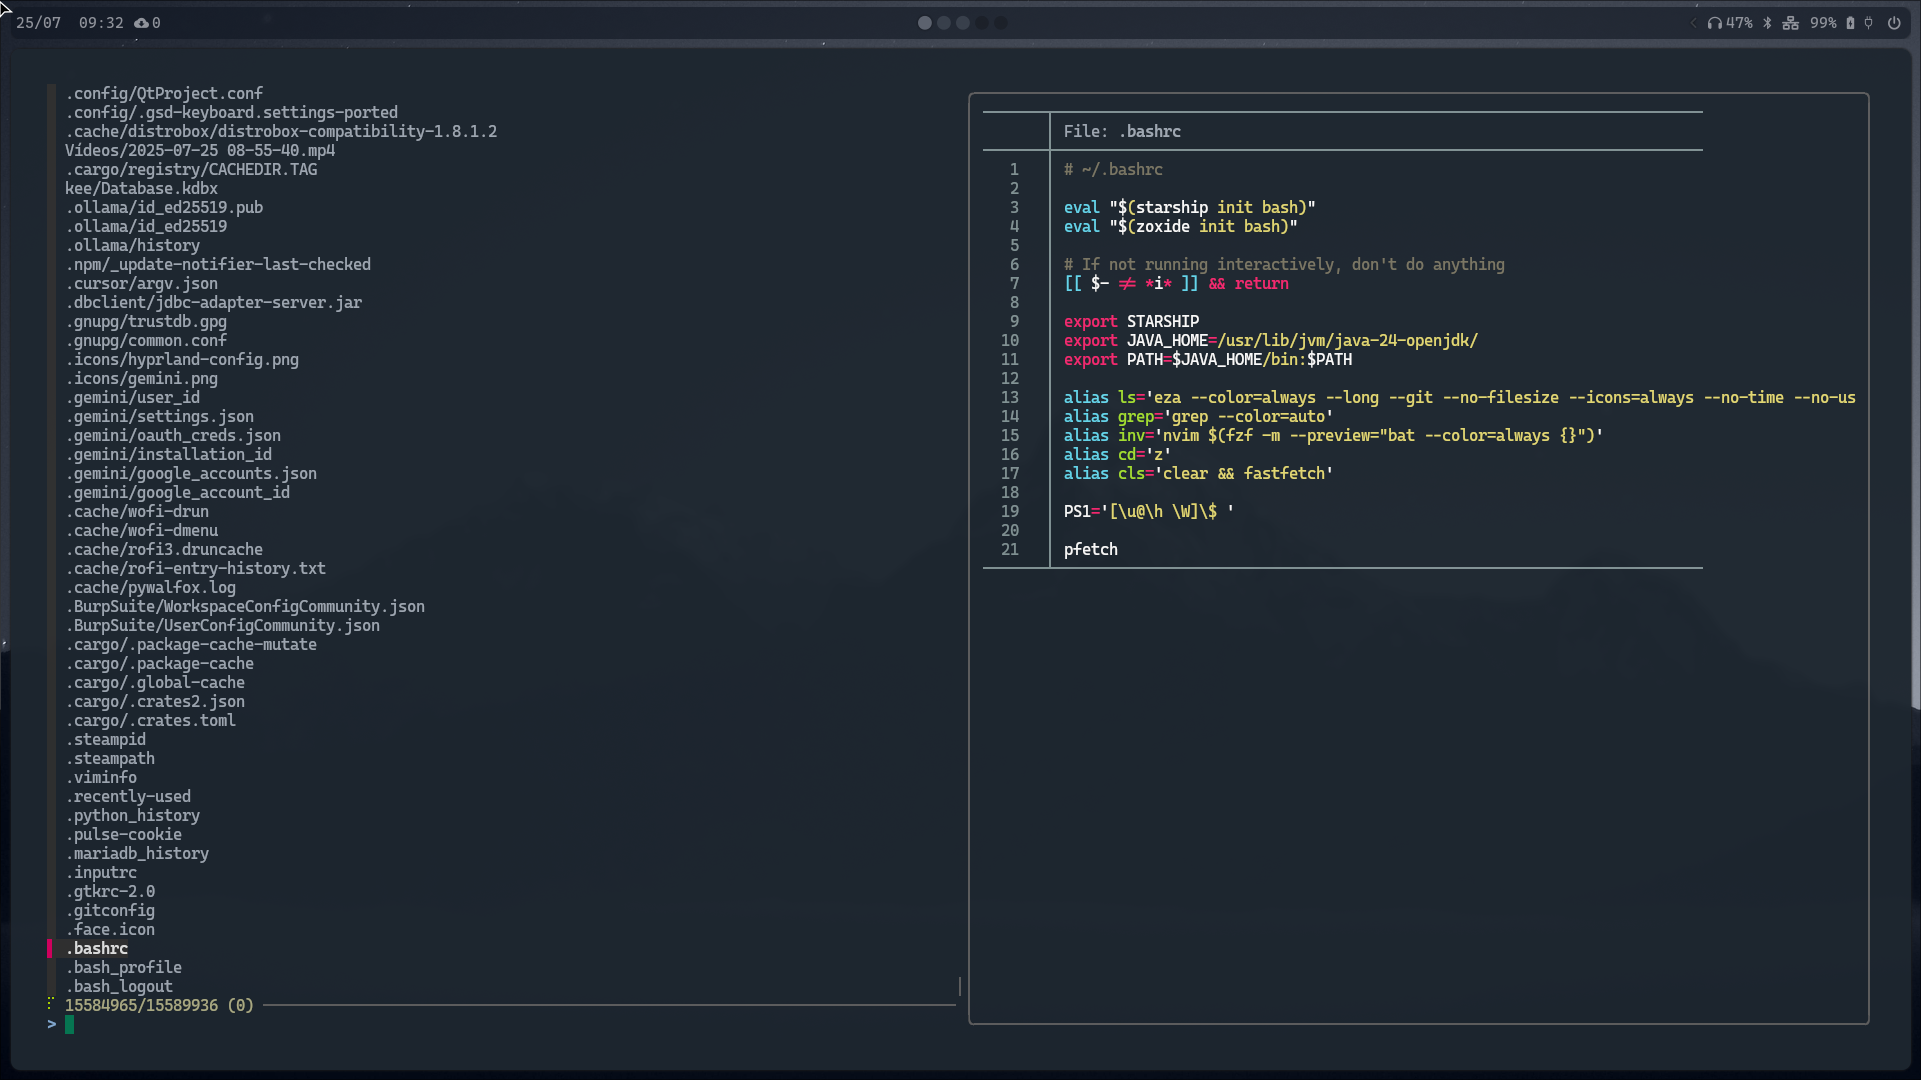 25/07 09:32 0
47% 99%
.config/QtProject.conf
.config/.gsd-keyboard.settings-ported
.cache/distrobox/distrobox-compatibility-1.8.1.2
Vídeos/2025-07-25 08-55-40.mp4
.cargo/registry/CACHEDIR.TAG
kee/Database.kdbx
.ollama/id_ed25519.pub
.ollama/id_ed25519
.ollama/history
.npm/_update-notifier-last-checked
.cursor/argv.json
.dbclient/jdbc-adapter-server.jar
.gnupg/trustdb.gpg
.gnupg/common.conf
.icons/hyprland-config.png
.icons/gemini.png
.gemini/user_id
.gemini/settings.json
.gemini/oauth_creds.json
.gemini/installation_id
.gemini/google_accounts.json
.gemini/google_account_id
.cache/wofi-drun
.cache/wofi-dmenu
.cache/rofi3.druncache
.cache/rofi-entry-history.txt
.cache/pywalfox.log
.BurpSuite/WorkspaceConfigCommunity.json
.BurpSuite/UserConfigCommunity.json
.cargo/.package-cache-mutate
.cargo/.package-cache
.cargo/.global-cache
.cargo/.crates2.json
.cargo/.crates.toml
.steampid
.steampath
.viminfo
.recently-used
.python_history
.pulse-cookie
.mariadb_history
.inputrc
.gtkrc-2.0
.gitconfig
.face.icon
.bashrc
.bash_profile
.bash_logout
15584965/15589936 (0)
>
File: .bashrc
1 # ~/.bashrc
2
3 eval "$(starship init bash)"
4 eval "$(zoxide init bash)"
5
6 # If not running interactively, don't do anything
7 [[ $- != *i* ]] && return
8
9 export STARSHIP
10 export JAVA_HOME=/usr/lib/jvm/java-24-openjdk/
11 export PATH=$JAVA_HOME/bin:$PATH
12
13 alias ls='eza --color=always --long --git --no-filesize --icons=always --no-time --no-us
14 alias grep='grep --color=auto'
15 alias inv='nvim $(fzf -m --preview="bat --color=always {}")'
16 alias cd='z'
17 alias cls='clear && fastfetch'
18
19 PS1='[\u@\h \W]\$ '
20
21 pfetch